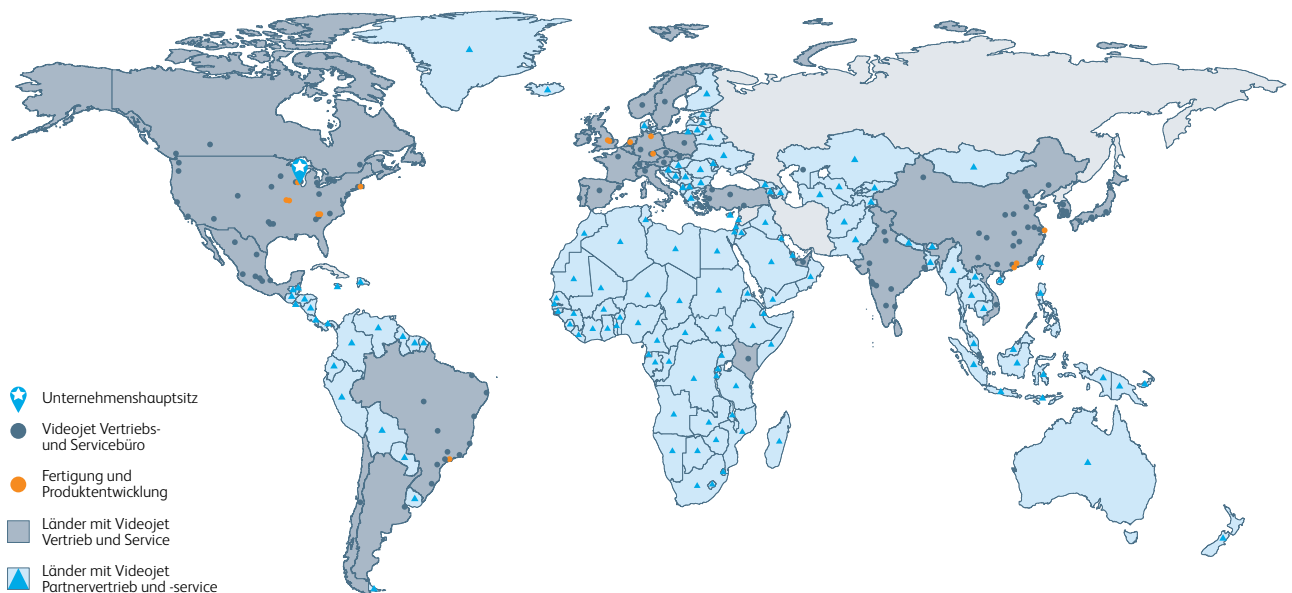 Unternehmenshauptsitz
Videojet Vertriebs-
und Servicebüro
Fertigung und
Produktentwicklung
Länder mit Videojet
Vertrieb und Service
Länder mit Videojet
Partnervertrieb und -service